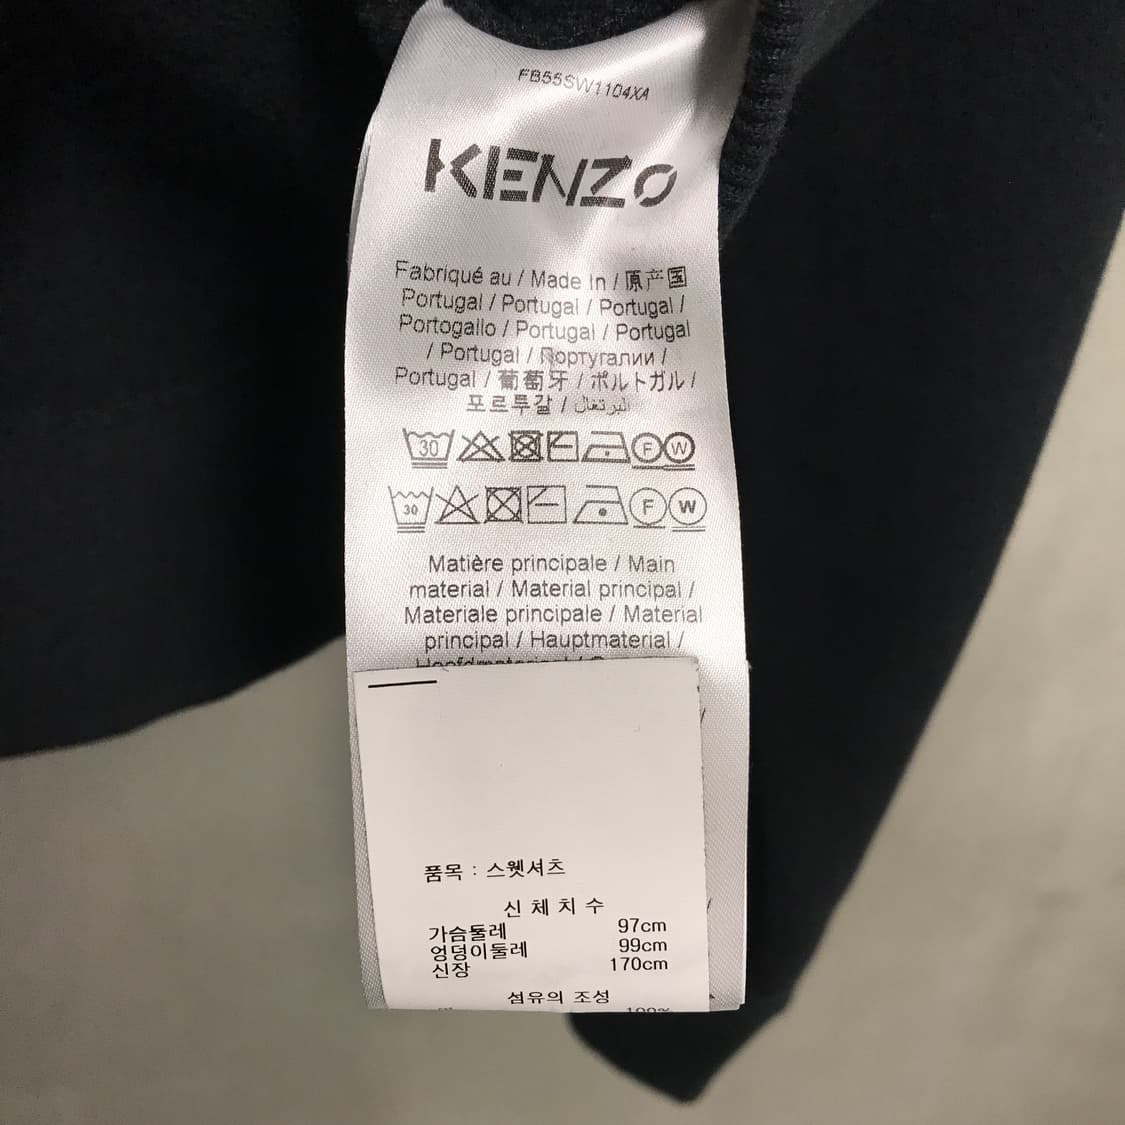 FB55SW1104XA
KENZO
Fabriqué au / Made In / 原产国
Portugal / Portugal / Portugal /
Portogallo / Portugal / Portugal
/ Portugal / Португалии /
Portugal / 葡萄牙 / ポルトガル /
포르투갈 / البرتغال
30 F W
30 F W
Matière principale / Main
material / Material principal /
Materiale principale / Material
principal / Hauptmaterial /
품목 : 스웻셔츠
신 체 치 수
가슴둘레 97cm
엉덩이둘레 99cm
신장 170cm
섬유의 조성
100%